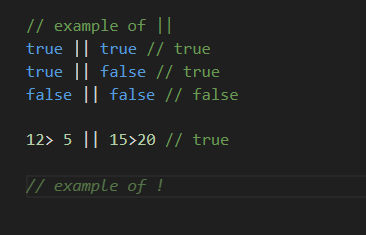 // example of ||
true || true // true
true || false // true
false || false // false
12> 5 || 15>20 // true
// example of !